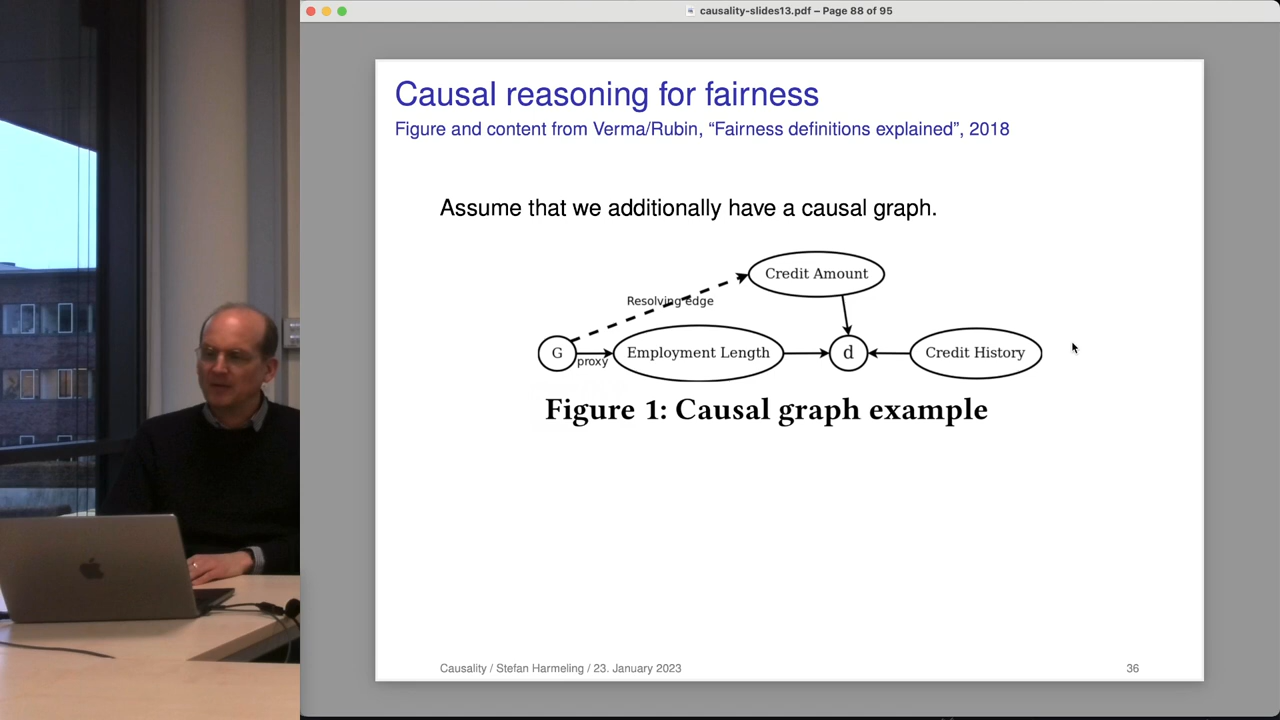 causality-slides13.pdf – Page 88 of 95
Causal reasoning for fairness
Figure and content from Verma/Rubin, “Fairness definitions explained”, 2018
Assume that we additionally have a causal graph.
Credit Amount
Resolving edge
G
proxy
Employment Length
d
Credit History
Figure 1: Causal graph example
Causality / Stefan Harmeling / 23. January 2023
36